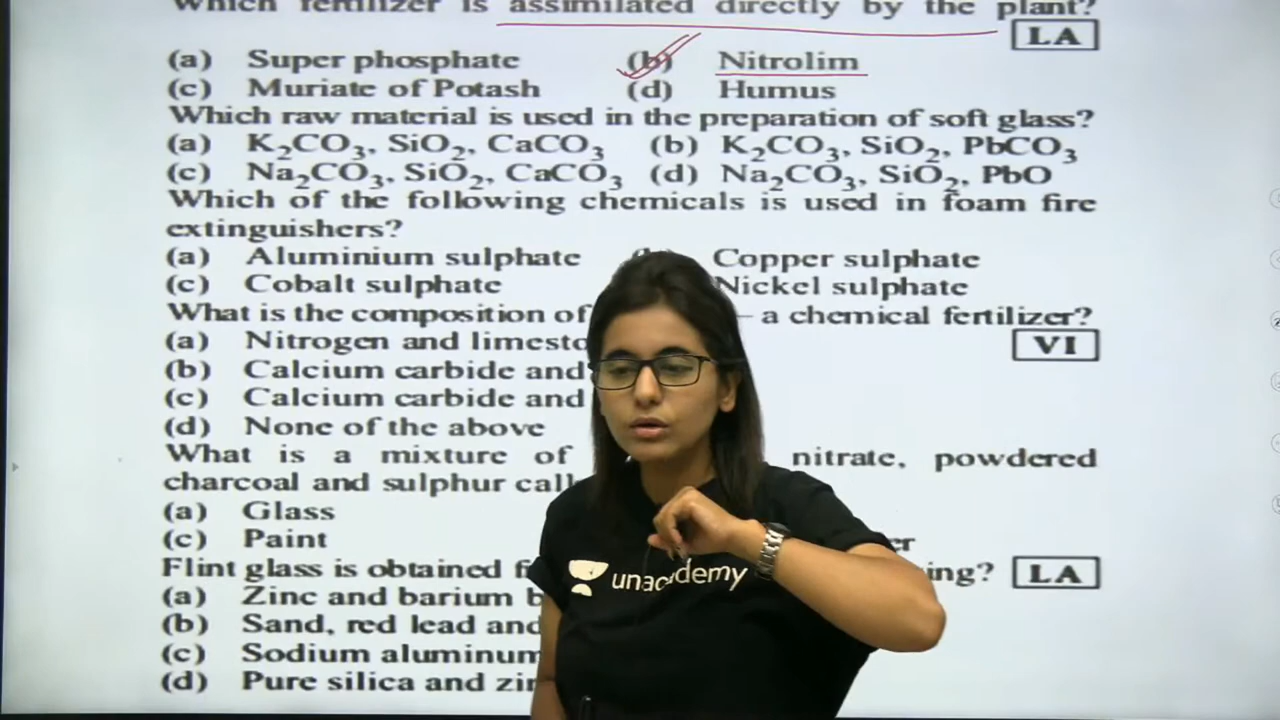 Which fertilizer is assimilated directly by the plant?
LA
(a) Super phosphate (b) Nitrolim
(c) Muriate of Potash (d) Humus
Which raw material is used in the preparation of soft glass?
(a) K₂CO₃, SiO₂, CaCO₃ (b) K₂CO₃, SiO₂, PbCO₃
(c) Na₂CO₃, SiO₂, CaCO₃ (d) Na₂CO₃, SiO₂, PbO
Which of the following chemicals is used in foam fire
extinguishers?
(a) Aluminium sulphate Copper sulphate
(c) Cobalt sulphate Nickel sulphate
What is the composition of – a chemical fertilizer?
(a) Nitrogen and VI
(b) Calcium carbide and
(c) Calcium carbide and
(d) None of the above
What is a mixture of nitrate, powdered
charcoal and sulphur
(a) Glass
(c) Paint
Flint glass is obtained LA
(a) Zinc and barium
(b) Sand, red lead and
(c) Sodium
(d) Pure silica and
unacademy